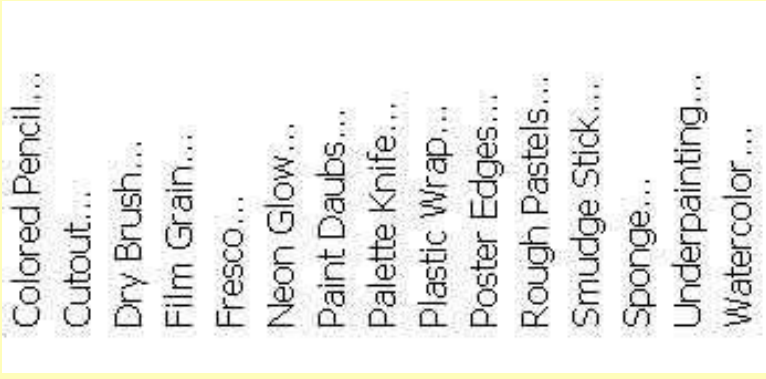 Colored Pencil...
Cutout...
Dry Brush...
Film Grain...
Fresco...
Neon Glow...
Paint Daubs...
Palette Knife...
Plastic Wrap...
Poster Edges...
Rough Pastels...
Smudge Stick...
Sponge...
Underpainting...
Watercolor...